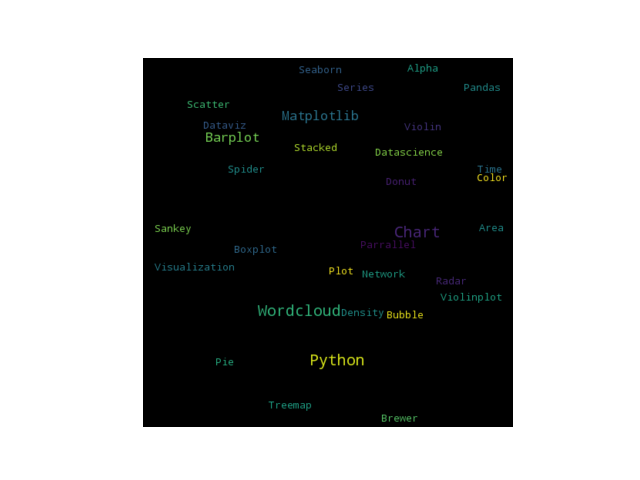 Seaborn
Alpha
Series
Pandas
Scatter
Matplotlib
Dataviz
Violin
Barplot
Stacked
Datascience
Spider
Time
Color
Donut
Sankey
Area
Chart
Parrallel
Boxplot
Visualization
Plot
Network
Radar
Violinplot
Wordcloud
Density
Bubble
Python
Pie
Treemap
Brewer